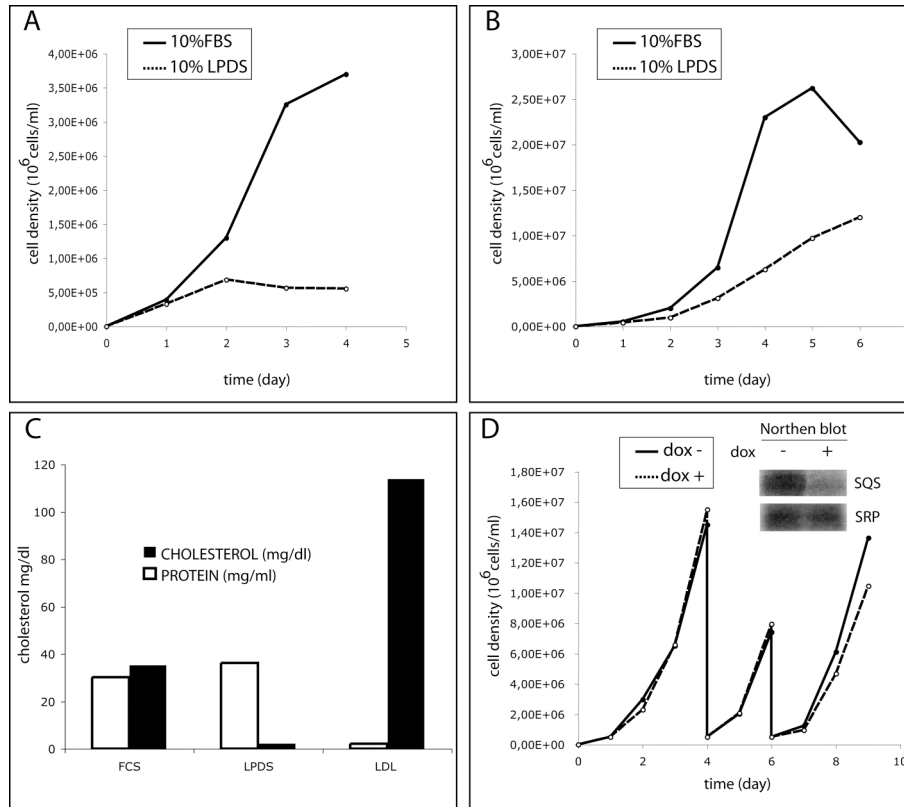 A
10%FBS
10% LPDS
4,00E+06
3,50E+06
3,00E+06
2,50E+06
2,00E+06
1,50E+06
1,00E+06
5,00E+05
0,00E+00
0 1 2 3 4 5
cell density (10^6 cells/ml)
time (day)
B
10%FBS
10% LPDS
3,00E+07
2,50E+07
2,00E+07
1,50E+07
1,00E+07
5,00E+06
0,00E+00
0 1 2 3 4 5 6
cell density (10^6 cells/ml)
time (day)
C
120
100
80
60
40
20
0
cholesterol mg/dl
CHOLESTEROL (mg/dl)
PROTEIN (mg/ml)
FCS LPDS LDL
D
dox -
dox +
Northen blot
dox - +
SQS
SRP
1,80E+07
1,60E+07
1,40E+07
1,20E+07
1,00E+07
8,00E+06
6,00E+06
4,00E+06
2,00E+06
0,00E+00
0 2 4 6 8 10
cell density (10^6 cells/ml)
time (day)